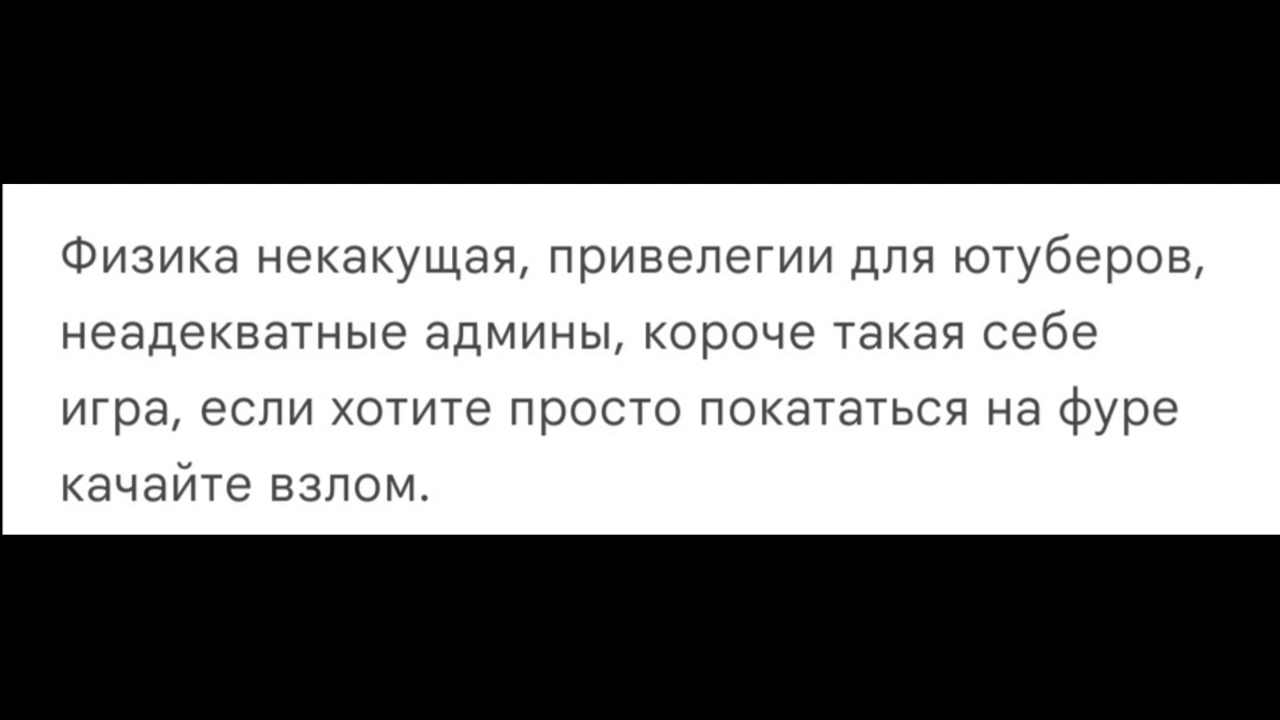 Физика некакущая, привелегии для ютуберов,
неадекватные админы, короче такая себе
игра, если хотите просто покататься на фуре
качайте взлом.